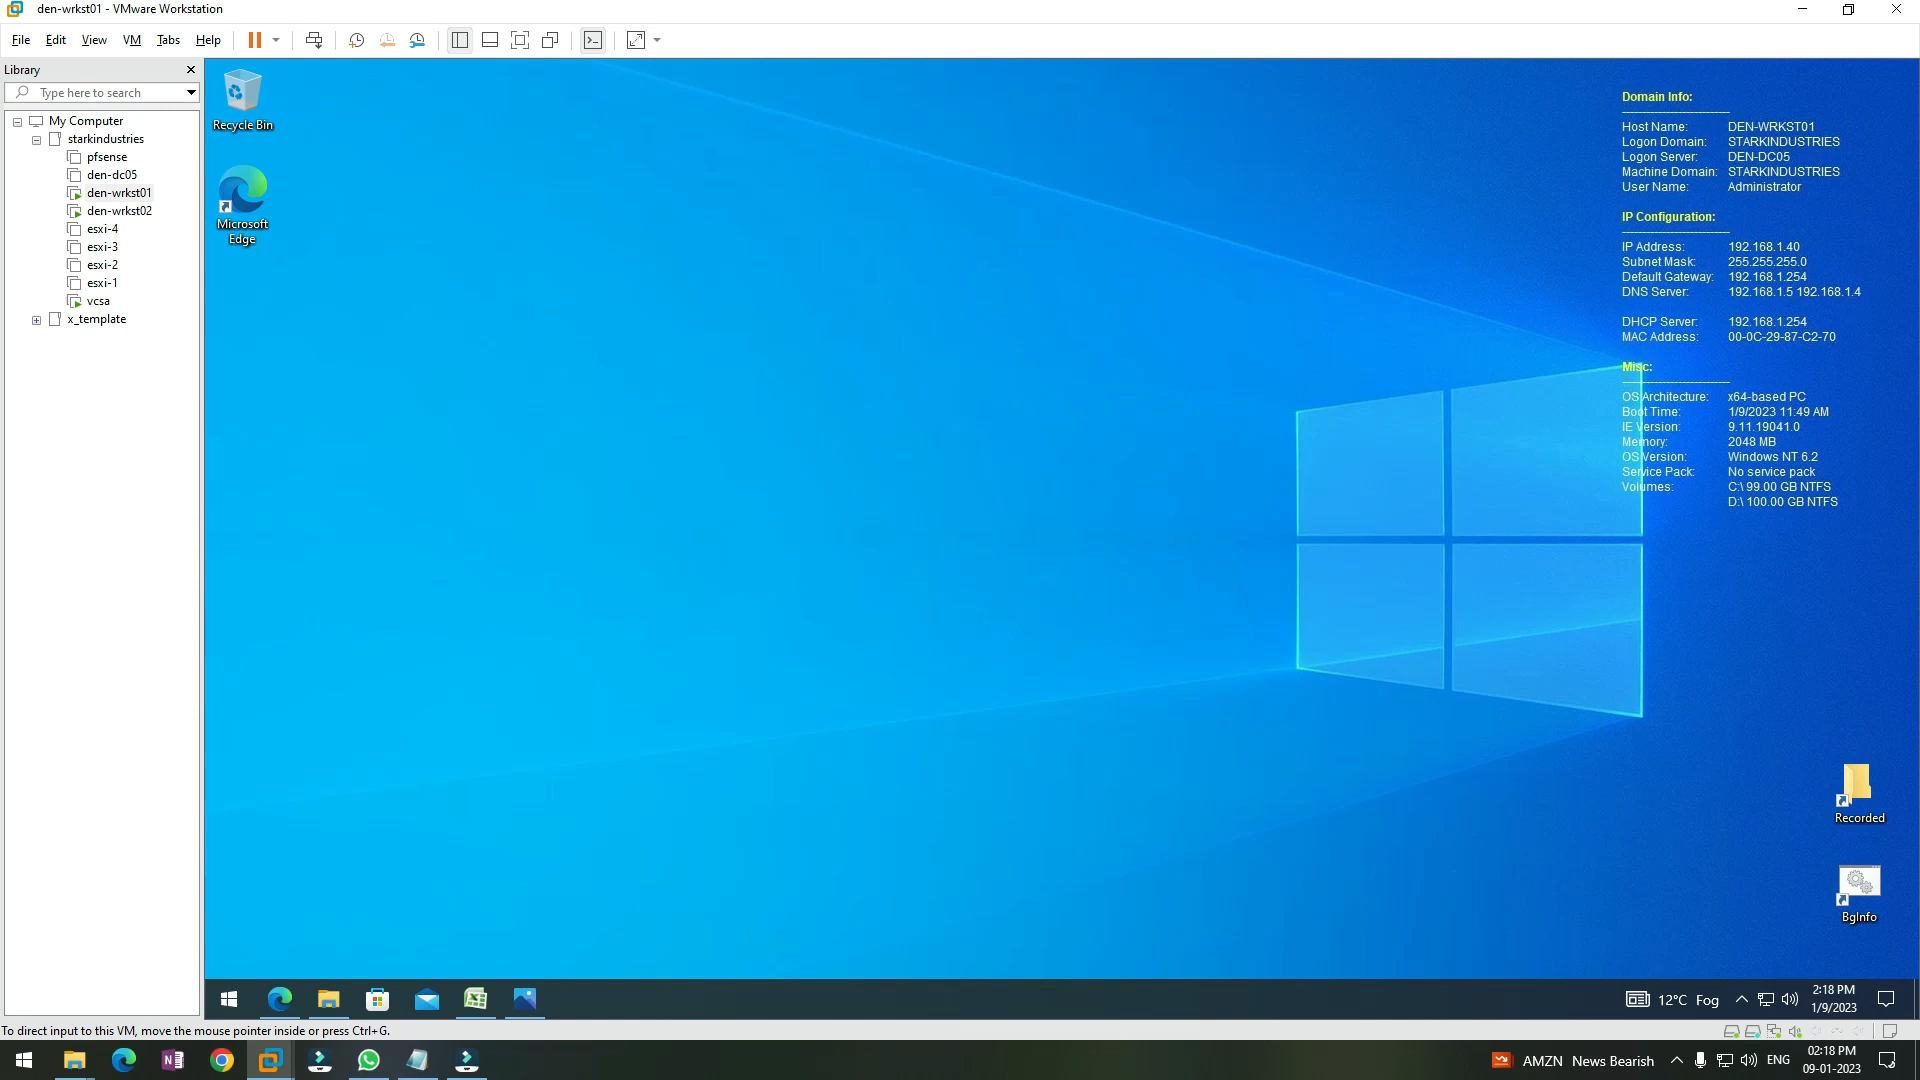 den-wrkst01 - VMware Workstation
File Edit View VM Tabs Help
Library
Type here to search
My Computer
starkindustries
pfsense
den-dc05
den-wrkst01
den-wrkst02
esxi-4
esxi-3
esxi-2
esxi-1
vcsa
x_template
Recycle Bin
Microsoft
Edge
Domain Info:
---------------------------
Host Name: DEN-WRKST01
Logon Domain: STARKINDUSTRIES
Logon Server: DEN-DC05
Machine Domain: STARKINDUSTRIES
User Name: Administrator
IP Configuration:
---------------------------
IP Address: 192.168.1.40
Subnet Mask: 255.255.255.0
Default Gateway: 192.168.1.254
DNS Server: 192.168.1.5 192.168.1.4
DHCP Server: 192.168.1.254
MAC Address: 00-0C-29-87-C2-70
Misc:
---------------------------
OS Architecture: x64-based PC
Boot Time: 1/9/2023 11:49 AM
IE Version: 9.11.19041.0
Memory: 2048 MB
OS Version: Windows NT 6.2
Service Pack: No service pack
Volumes: C:\ 99.00 GB NTFS
D:\ 100.00 GB NTFS
Recorded
BgInfo
12°C Fog
2:18 PM
1/9/2023
To direct input to this VM, move the mouse pointer inside or press Ctrl+G.
AMZN News Bearish
ENG
02:18 PM
09-01-2023